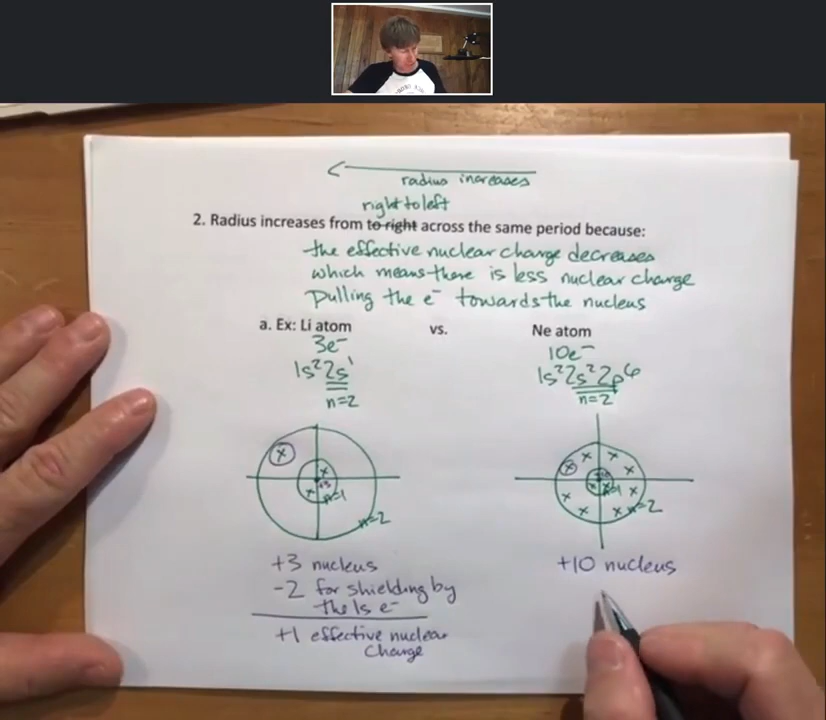 radius increases
right to left
2. Radius increases from to right across the same period because:
the effective nuclear charge decreases
which means there is less nuclear charge
pulling the e⁻ towards the nucleus
a. Ex: Li atom vs. Ne atom
3e⁻ 10e⁻
1s²2s¹ 1s²2s²2p⁶
n=2 n=2
x x x
x x x x
+3
x n=1 x x n=1 x
x x x n=2
n=2
+3 nucleus +10 nucleus
-2 for shielding by
the 1s e⁻
+1 effective nuclear
Charge